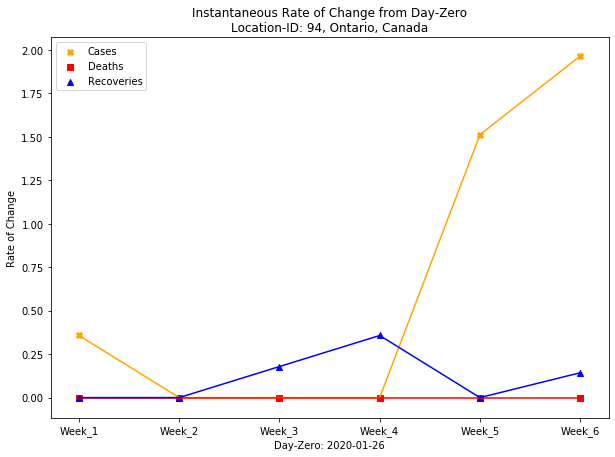 Instantaneous Rate of Change from Day-Zero
Location-ID: 94, Ontario, Canada
Cases
Deaths
Recoveries
Rate of Change
2.00
1.75
1.50
1.25
1.00
0.75
0.50
0.25
0.00
Week_1 Week_2 Week_3 Week_4 Week_5 Week_6
Day-Zero: 2020-01-26